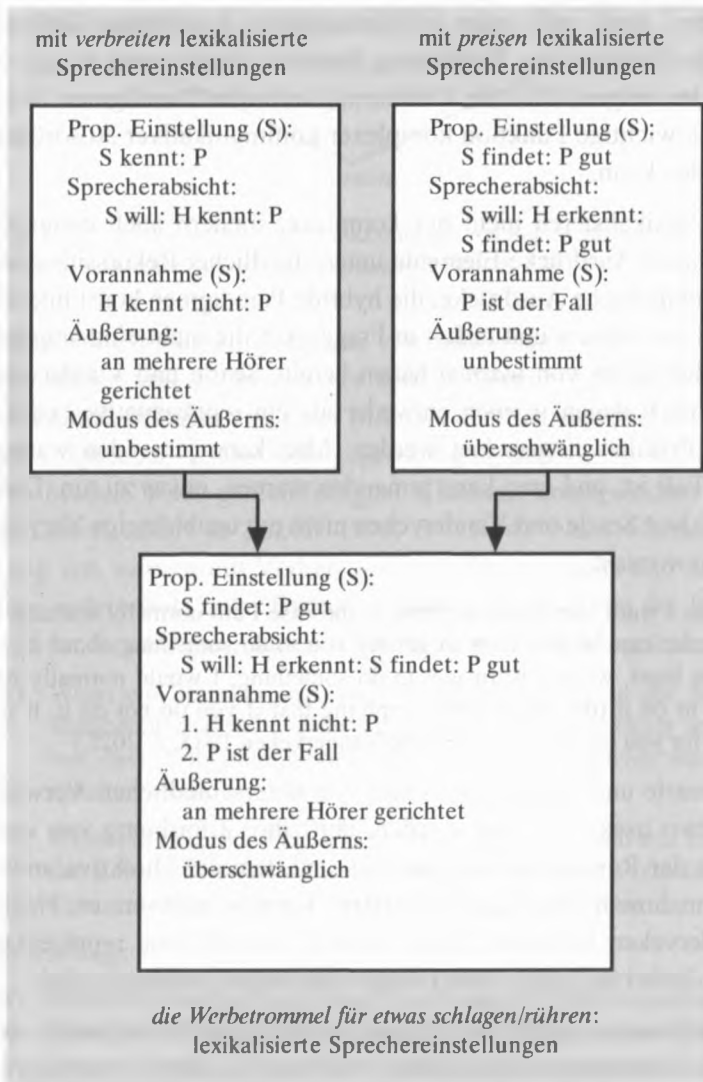 mit verbreiten lexikalisierte
Sprechereinstellungen
mit preisen lexikalisierte
Sprechereinstellungen
Prop. Einstellung (S):
S kennt: P
Sprecherabsicht:
S will: H kennt: P
Vorannahme (S):
H kennt nicht: P
Äußerung:
an mehrere Hörer
gerichtet
Modus des Äußerns:
unbestimmt
Prop. Einstellung (S):
S findet: P gut
Sprecherabsicht:
S will: H erkennt:
S findet: P gut
Vorannahme (S):
P ist der Fall
Äußerung:
unbestimmt
Modus des Äußerns:
überschwänglich
Prop. Einstellung (S):
S findet: P gut
Sprecherabsicht:
S will: H erkennt: S findet: P gut
Vorannahme (S):
1. H kennt nicht: P
2. P ist der Fall
Äußerung:
an mehrere Hörer gerichtet
Modus des Äußerns:
überschwänglich
die Werbetrommel für etwas schlagen/rühren:
lexikalisierte Sprechereinstellungen